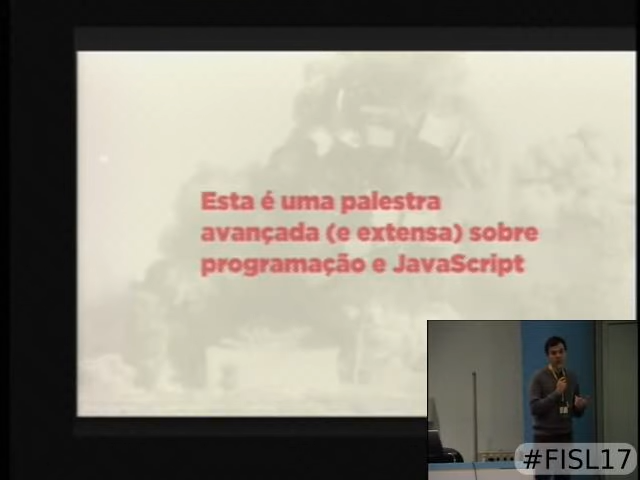 Esta é uma palestra
avançada (e extensa) sobre
programação e JavaScript
#FISL17